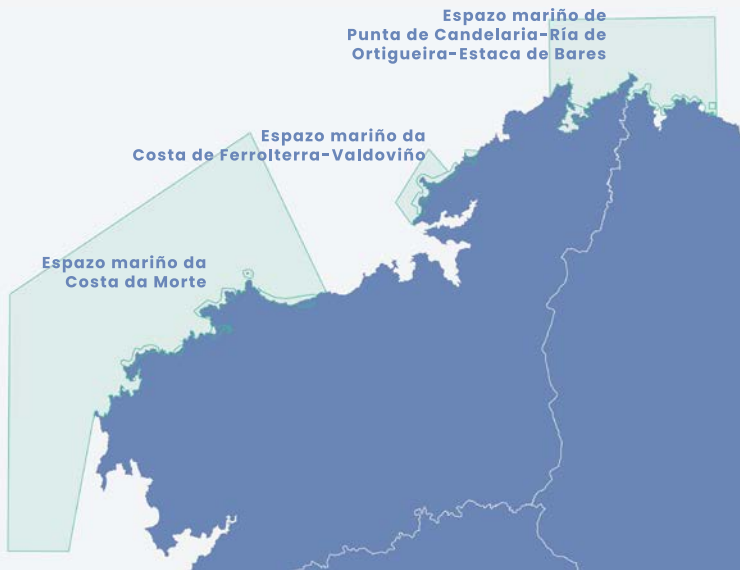 Espazo mariño de
Punta de Candelaria-Ría de
Ortigueira-Estaca de Bares
Espazo mariño da
Costa de Ferrolterra-Valdoviño
Espazo mariño da
Costa da Morte